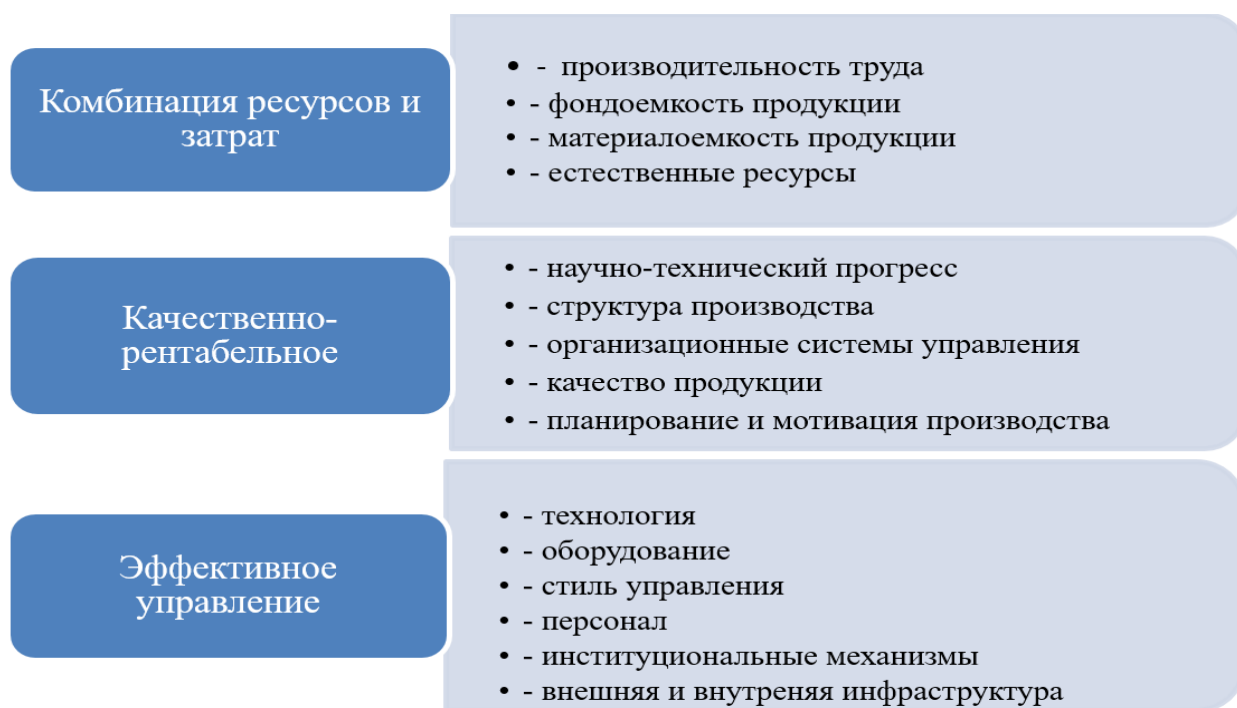 Комбинация ресурсов и
затрат
• - производительность труда
• - фондоемкость продукции
• - материалоемкость продукции
• - естественные ресурсы
Качественно-
рентабельное
• - научно-технический прогресс
• - структура производства
• - организационные системы управления
• - качество продукции
• - планирование и мотивация производства
Эффективное
управление
• - технология
• - оборудование
• - стиль управления
• - персонал
• - институциональные механизмы
• - внешняя и внутреняя инфраструктура